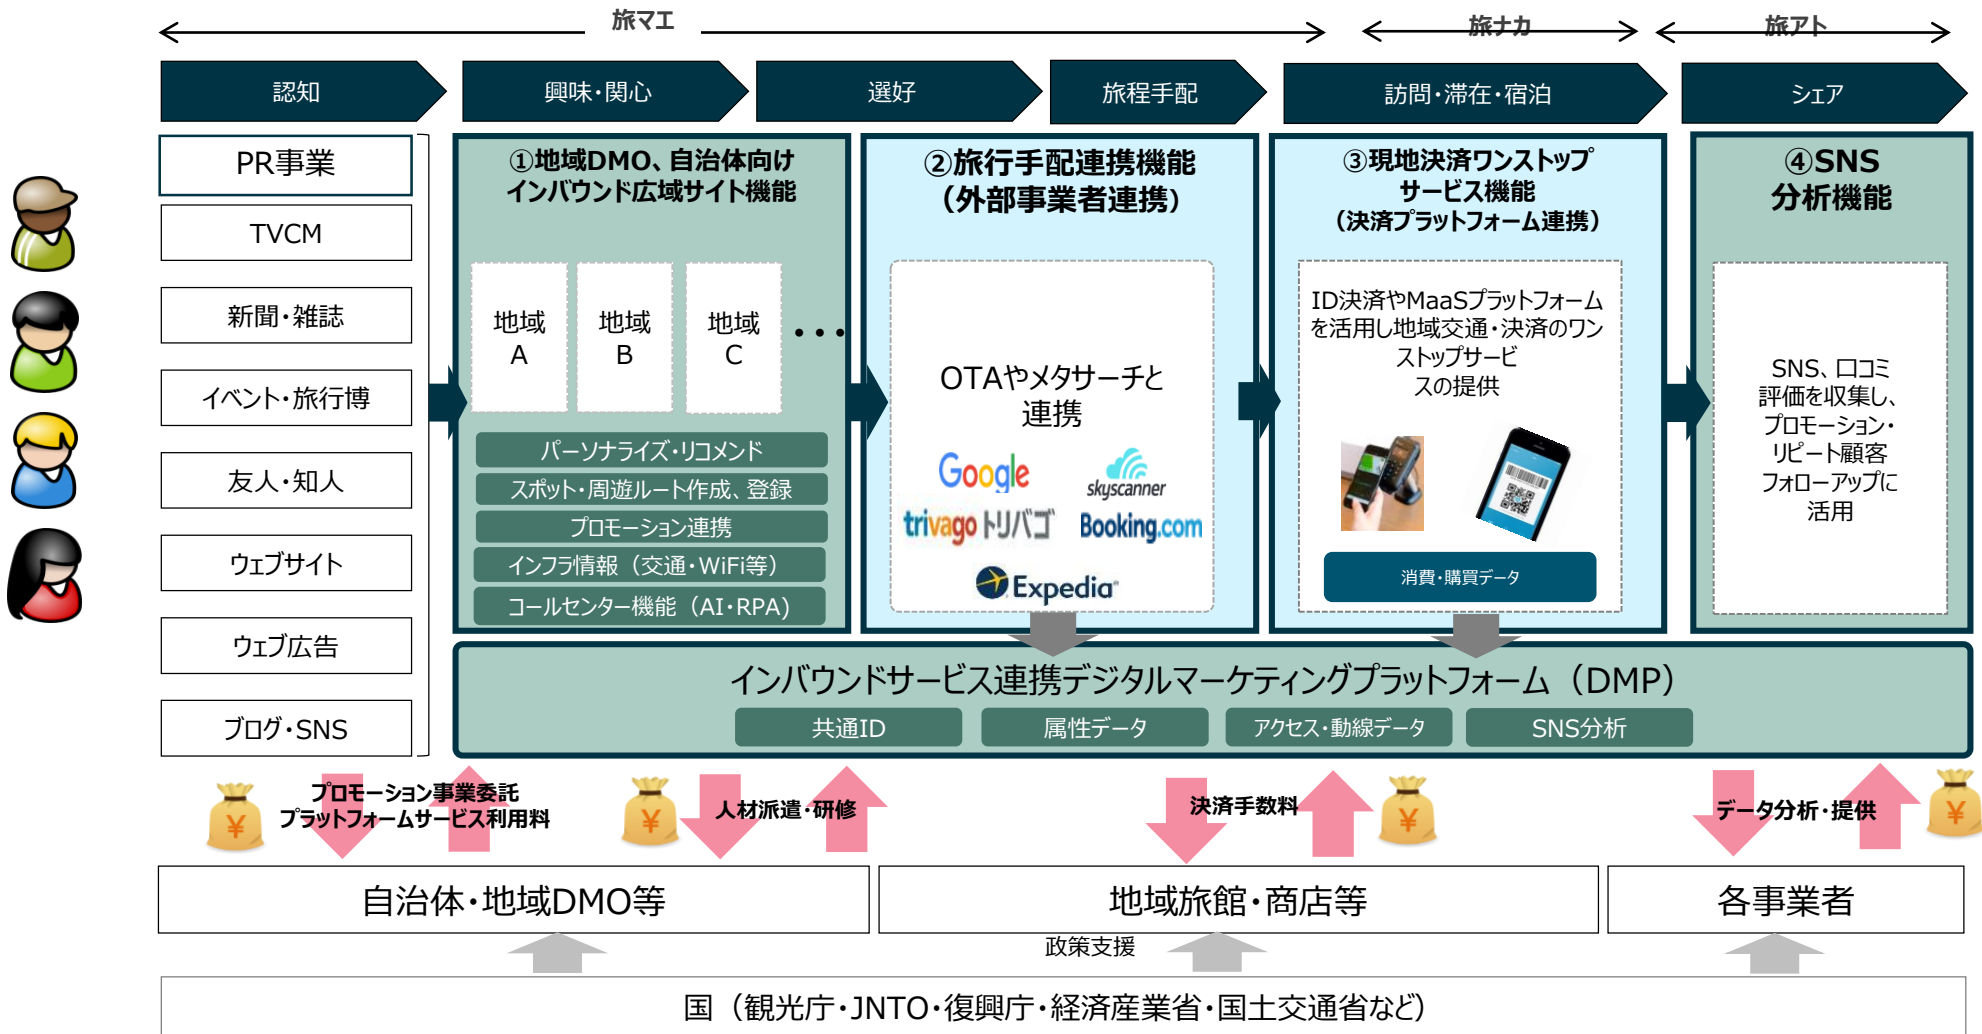 旅マエ
旅ナカ
旅アト
認知
興味・関心
選好
旅程手配
訪問・滞在・宿泊
シェア
PR事業
TVCM
新聞・雑誌
イベント・旅行博
友人・知人
ウェブサイト
ウェブ広告
ブログ・SNS
①地域DMO、自治体向け
インバウンド広域サイト機能
地域
A
地域
B
地域
C
・・・
パーソナライズ・リコメンド
スポット・周遊ルート作成、登録
プロモーション連携
インフラ情報（交通・WiFi等）
コールセンター機能（AI・RPA)
②旅行手配連携機能
（外部事業者連携）
OTAやメタサーチと
連携
Google
skyscanner
trivago トリバゴ
Booking.com
Expedia
③現地決済ワンストップ
サービス機能
（決済プラットフォーム連携）
ID決済やMaaSプラットフォーム
を活用し地域交通・決済のワン
ストップサービ
スの提供
消費・購買データ
④SNS
分析機能
SNS、口コミ
評価を収集し、
プロモーション・
リピート顧客
フォローアップに
活用
インバウンドサービス連携デジタルマーケティングプラットフォーム（DMP）
共通ID
属性データ
アクセス・動線データ
SNS分析
プロモーション事業委託
プラットフォームサービス利用料
人材派遣・研修
決済手数料
データ分析・提供
¥
¥
¥
¥
自治体・地域DMO等
地域旅館・商店等
各事業者
政策支援
国（観光庁・JNTO・復興庁・経済産業省・国土交通省など）